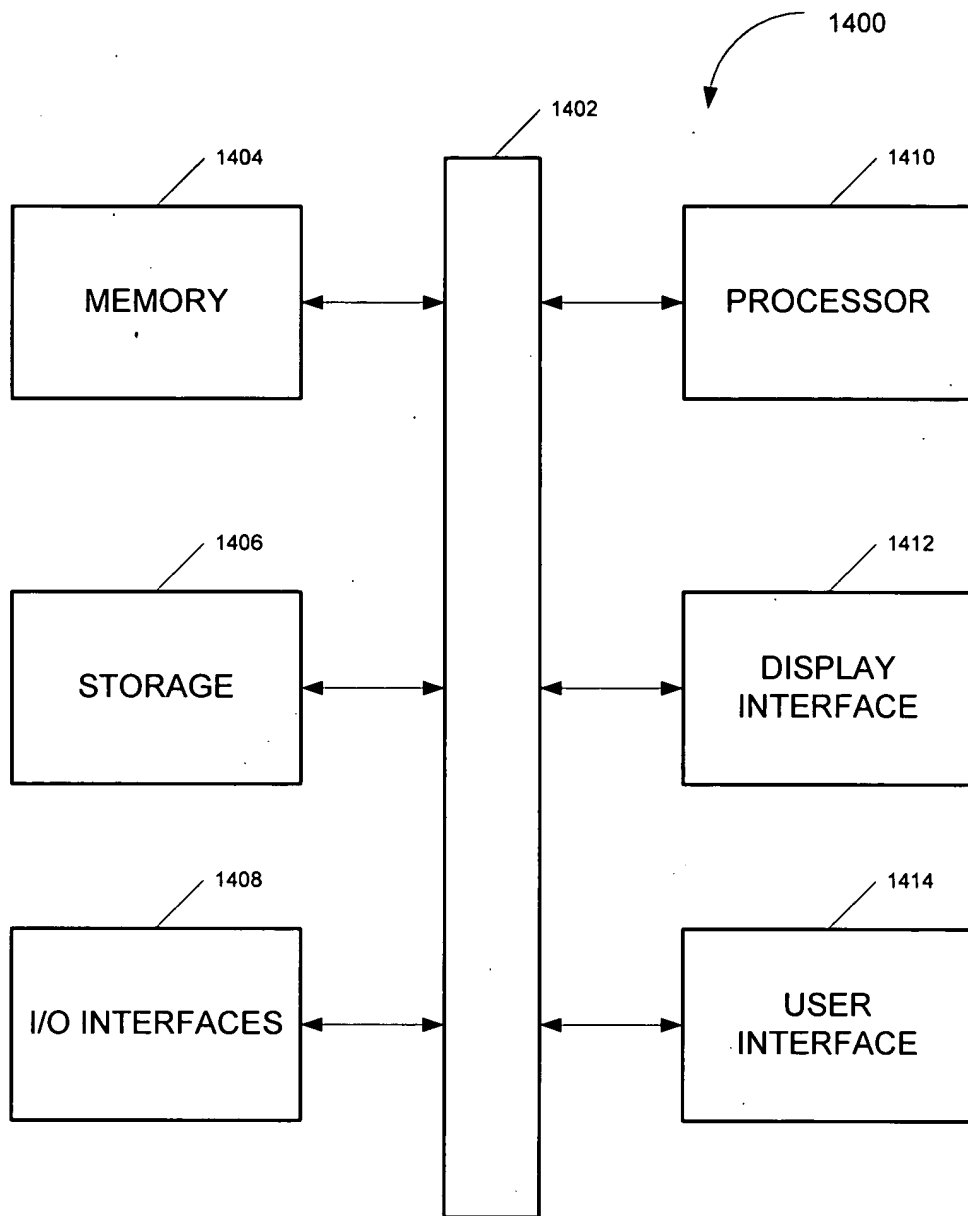 1400
1402
1404
1410
MEMORY
PROCESSOR
1406
1412
STORAGE
DISPLAY
INTERFACE
1408
1414
I/O INTERFACES
USER
INTERFACE